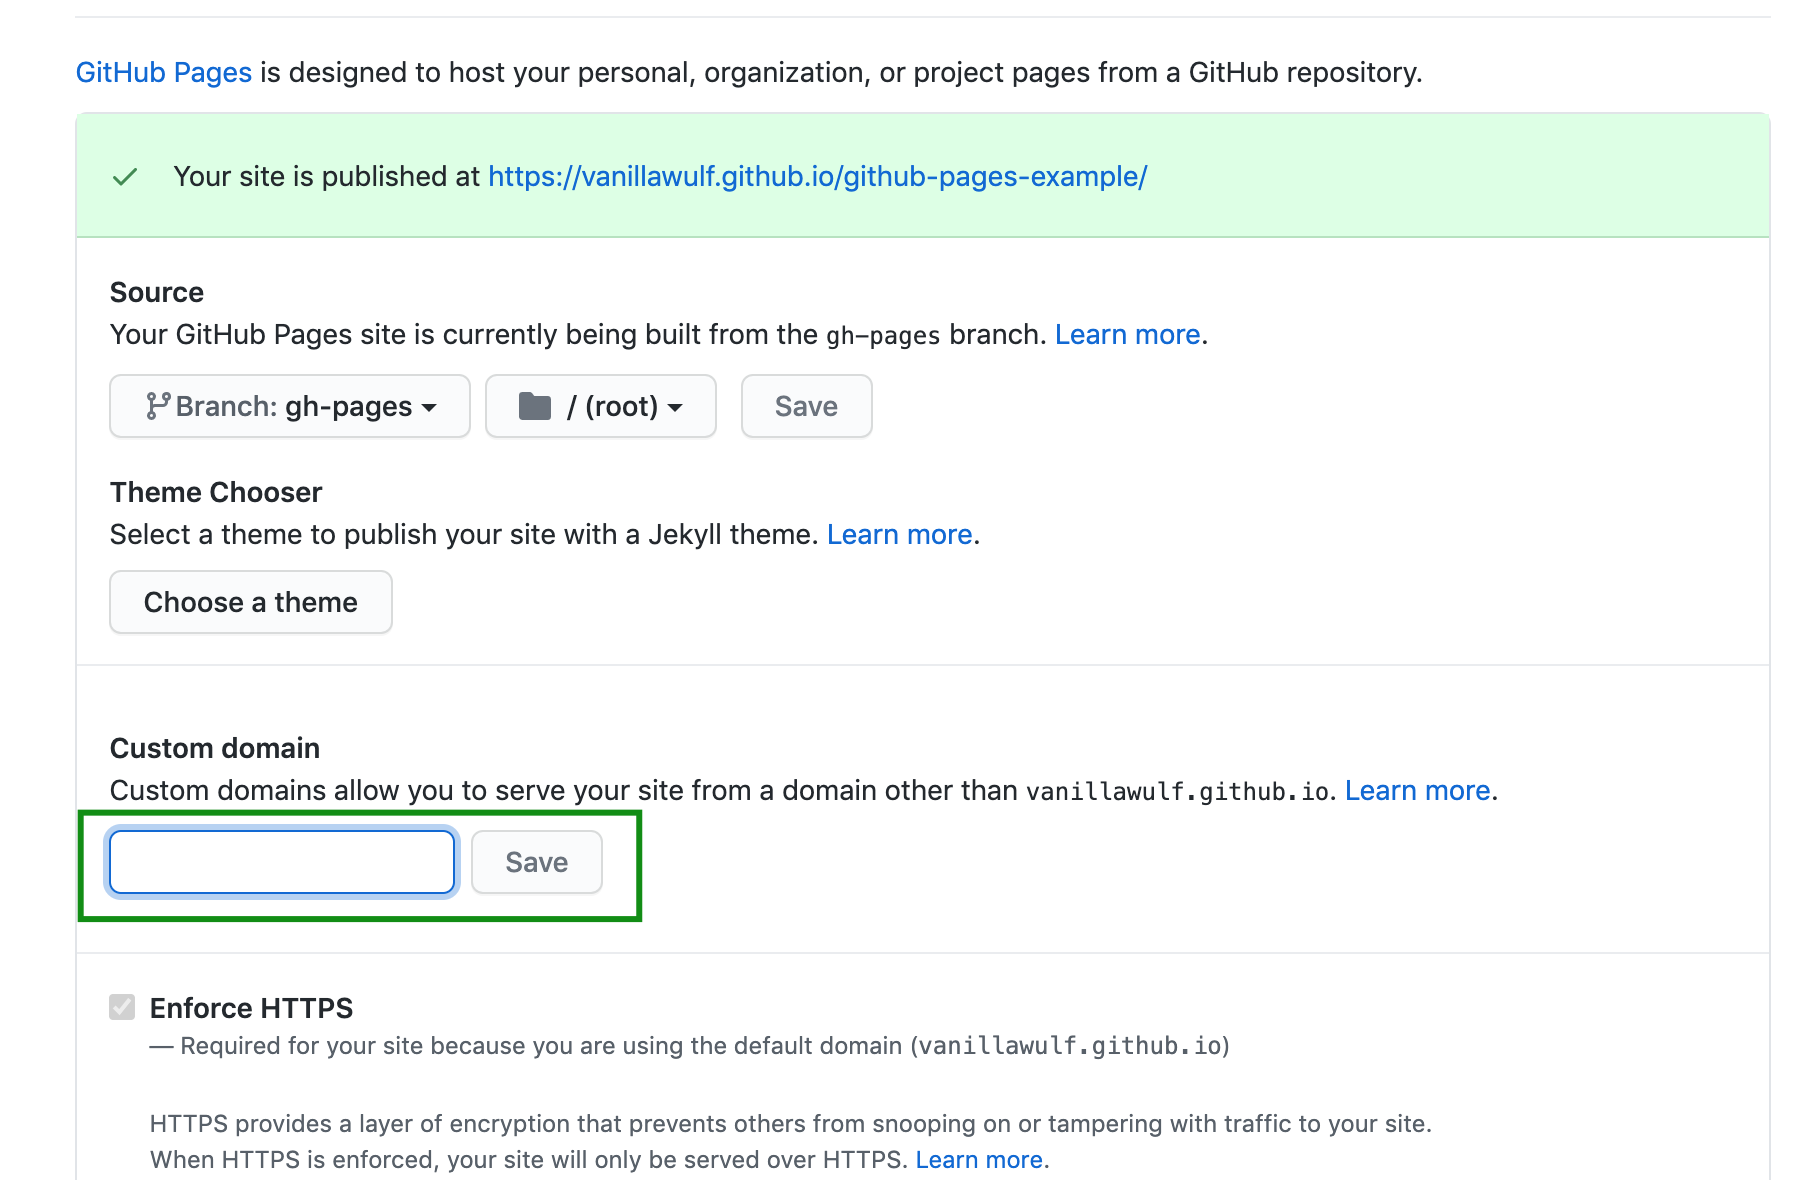 GitHub Pages is designed to host your personal, organization, or project pages from a GitHub repository.
Your site is published at https://vanillawulf.github.io/github-pages-example/
Source
Your GitHub Pages site is currently being built from the gh-pages branch. Learn more.
Branch: gh-pages / (root) Save
Theme Chooser
Select a theme to publish your site with a Jekyll theme. Learn more.
Choose a theme
Custom domain
Custom domains allow you to serve your site from a domain other than vanillawulf.github.io. Learn more.
Save
Enforce HTTPS
— Required for your site because you are using the default domain (vanillawulf.github.io)
HTTPS provides a layer of encryption that prevents others from snooping on or tampering with traffic to your site.
When HTTPS is enforced, your site will only be served over HTTPS. Learn more.